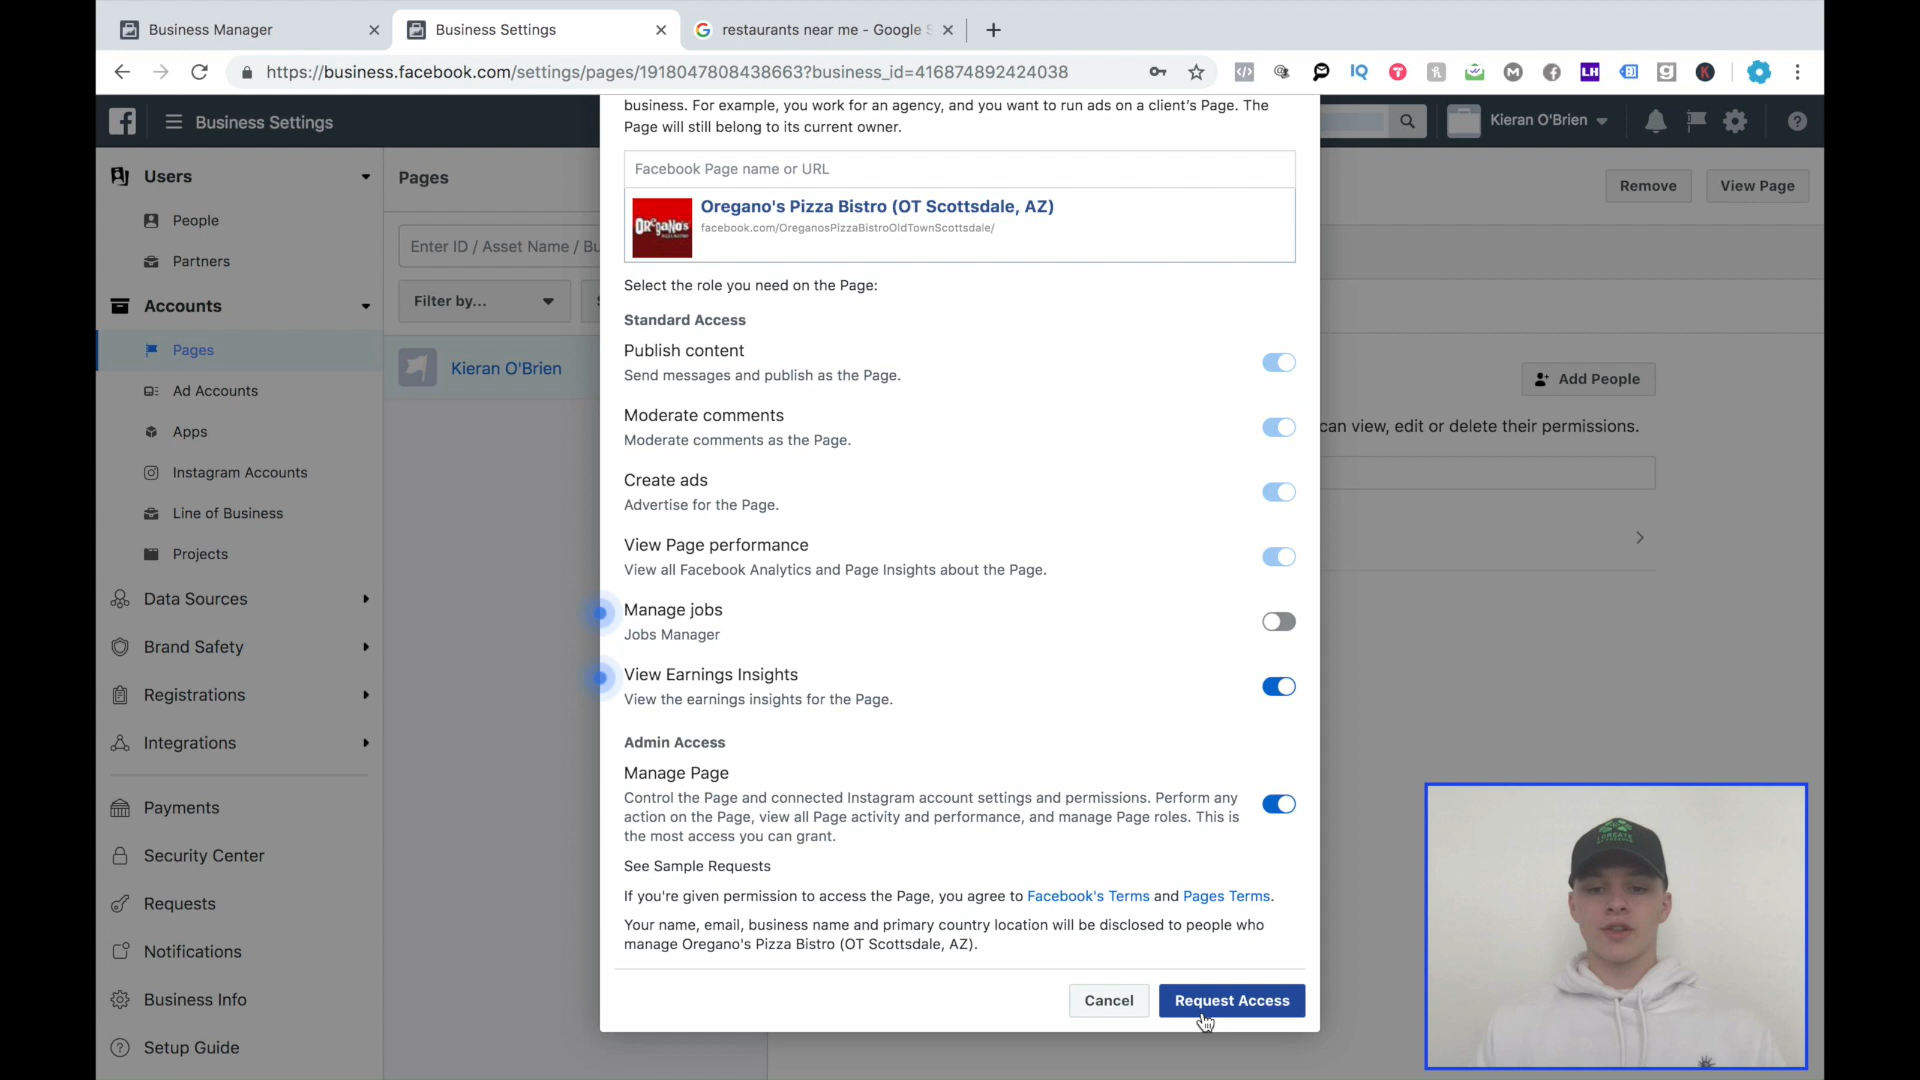 Business Manager
Business Settings
restaurants near me - Google S
https://business.facebook.com/settings/pages/1918047808438663?business_id=416874892424038
IQ
LH
Business Settings
Kieran O'Brien
Users
People
Partners
Accounts
Pages
Ad Accounts
Apps
Instagram Accounts
Line of Business
Projects
Data Sources
Brand Safety
Registrations
Integrations
Payments
Security Center
Requests
Notifications
Business Info
Setup Guide
Pages
Enter ID / Asset Name / Bu
Filter by...
Kieran O'Brien
business. For example, you work for an agency, and you want to run ads on a client's Page. The
Page will still belong to its current owner.
Facebook Page name or URL
OREGANO'S
Oregano's Pizza Bistro (OT Scottsdale, AZ)
facebook.com/OreganosPizzaBistroOldTownScottsdale/
Select the role you need on the Page:
Standard Access
Publish content
Send messages and publish as the Page.
Moderate comments
Moderate comments as the Page.
Create ads
Advertise for the Page.
View Page performance
View all Facebook Analytics and Page Insights about the Page.
Manage jobs
Jobs Manager
View Earnings Insights
View the earnings insights for the Page.
Admin Access
Manage Page
Control the Page and connected Instagram account settings and permissions. Perform any
action on the Page, view all Page activity and performance, and manage Page roles. This is
the most access you can grant.
See Sample Requests
If you're given permission to access the Page, you agree to Facebook's Terms and Pages Terms.
Your name, email, business name and primary country location will be disclosed to people who
manage Oregano's Pizza Bistro (OT Scottsdale, AZ).
Cancel
Request Access
Remove
View Page
Add People
can view, edit or delete their permissions.